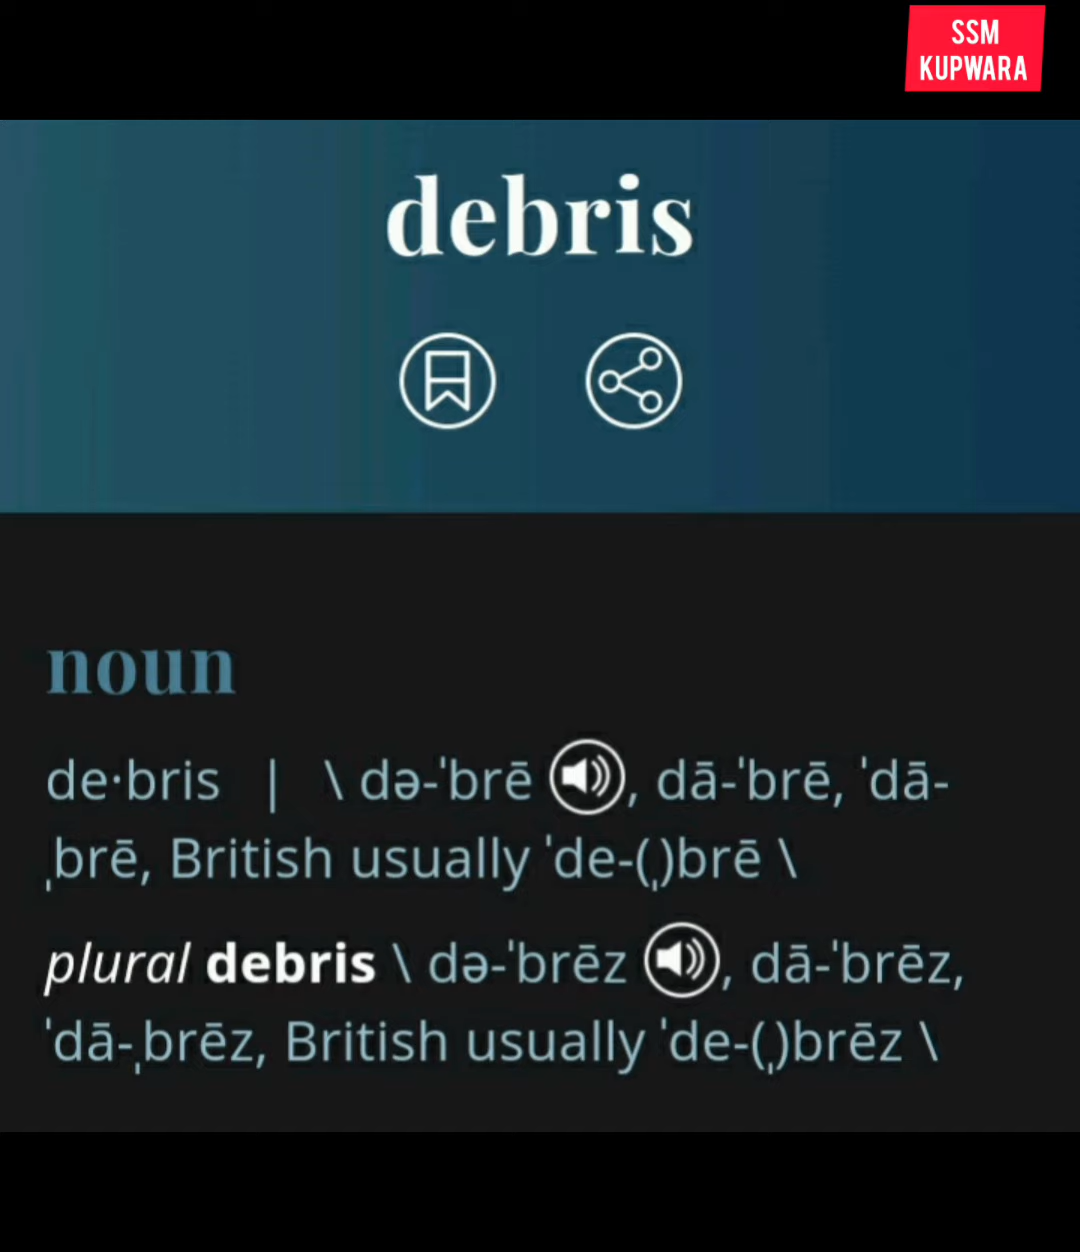 SSM
KUPWARA
debris
noun
de·bris | \ də-ˈbrē , dā-ˈbrē, ˈdā-
ˌbrē, British usually ˈde-(ˌ)brē \
plural debris \ də-ˈbrēz , dā-ˈbrēz,
ˈdā-ˌbrēz, British usually ˈde-(ˌ)brēz \